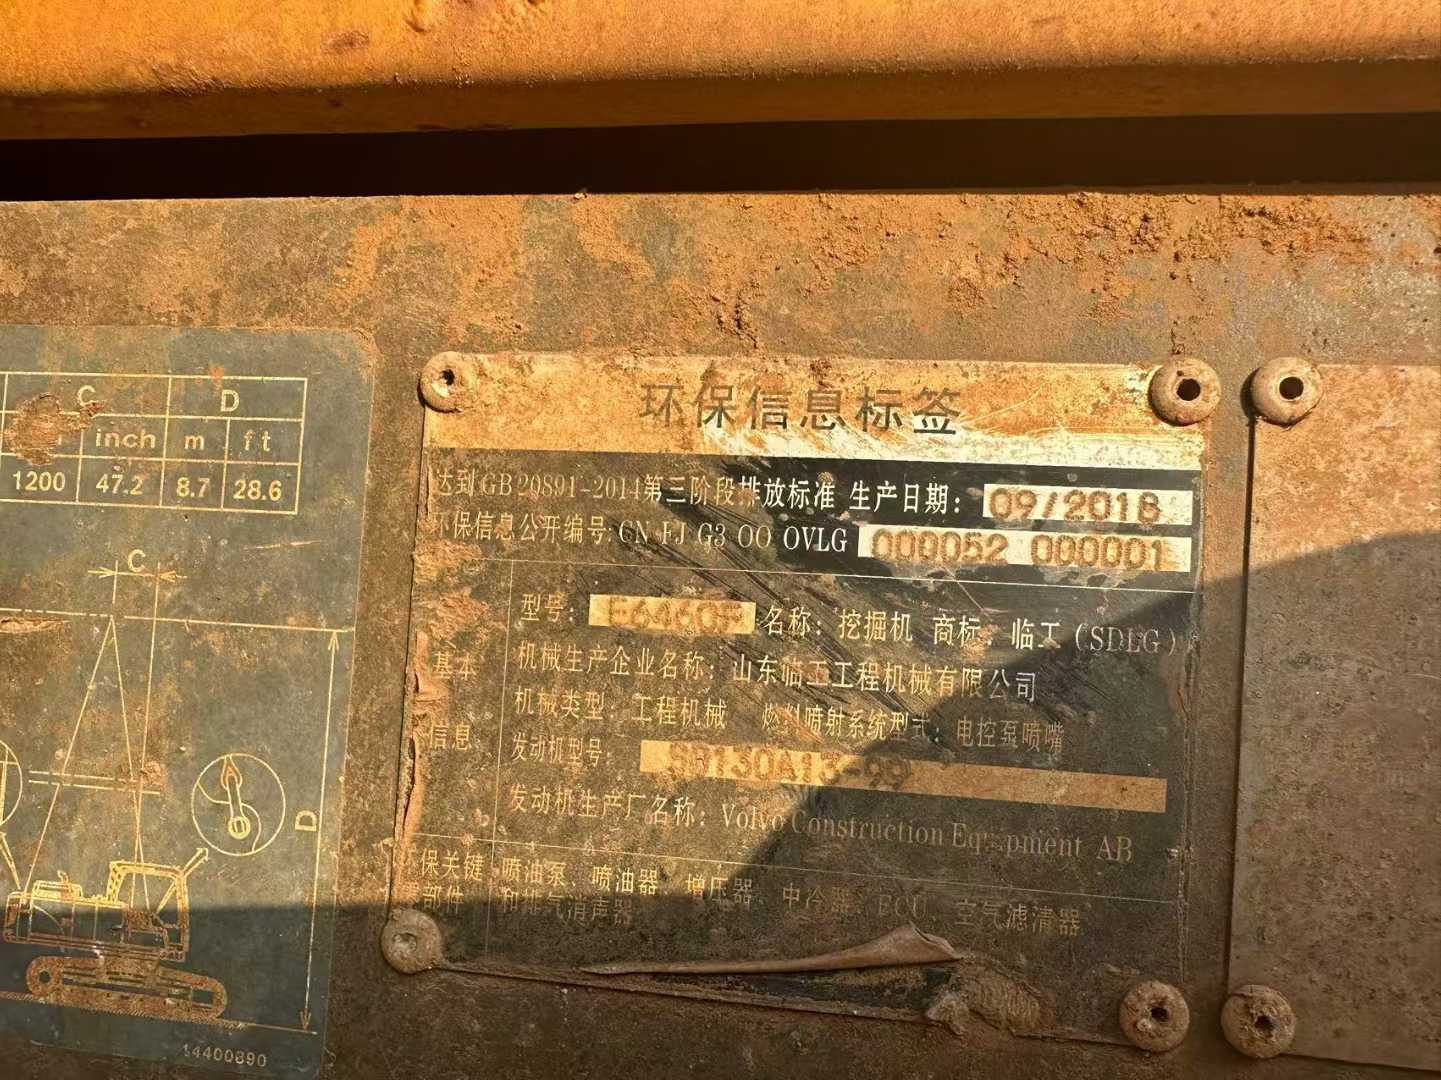 C D
inch m ft
1200 47.2 8.7 28.6
C
D
14400890
环保信息标签
达到GB 20891-2014第三阶段排放标准 生产日期: 09/2018
环保信息公开编号: CN FJ G3 OO OVLG 000052 000001
基本
信息
型号: E6460F 名称: 挖掘机 商标: 临工 (SDLG)
机械生产企业名称: 山东临工工程机械有限公司
机械类型: 工程机械 燃料喷射系统型式: 电控泵喷嘴
发动机型号: 130A13-99
发动机生产厂名称: Volvo Construction Equipment AB
环保关键
零部件
喷油泵、喷油器、增压器、中冷器、ECU、空气滤清器
和排气消声器